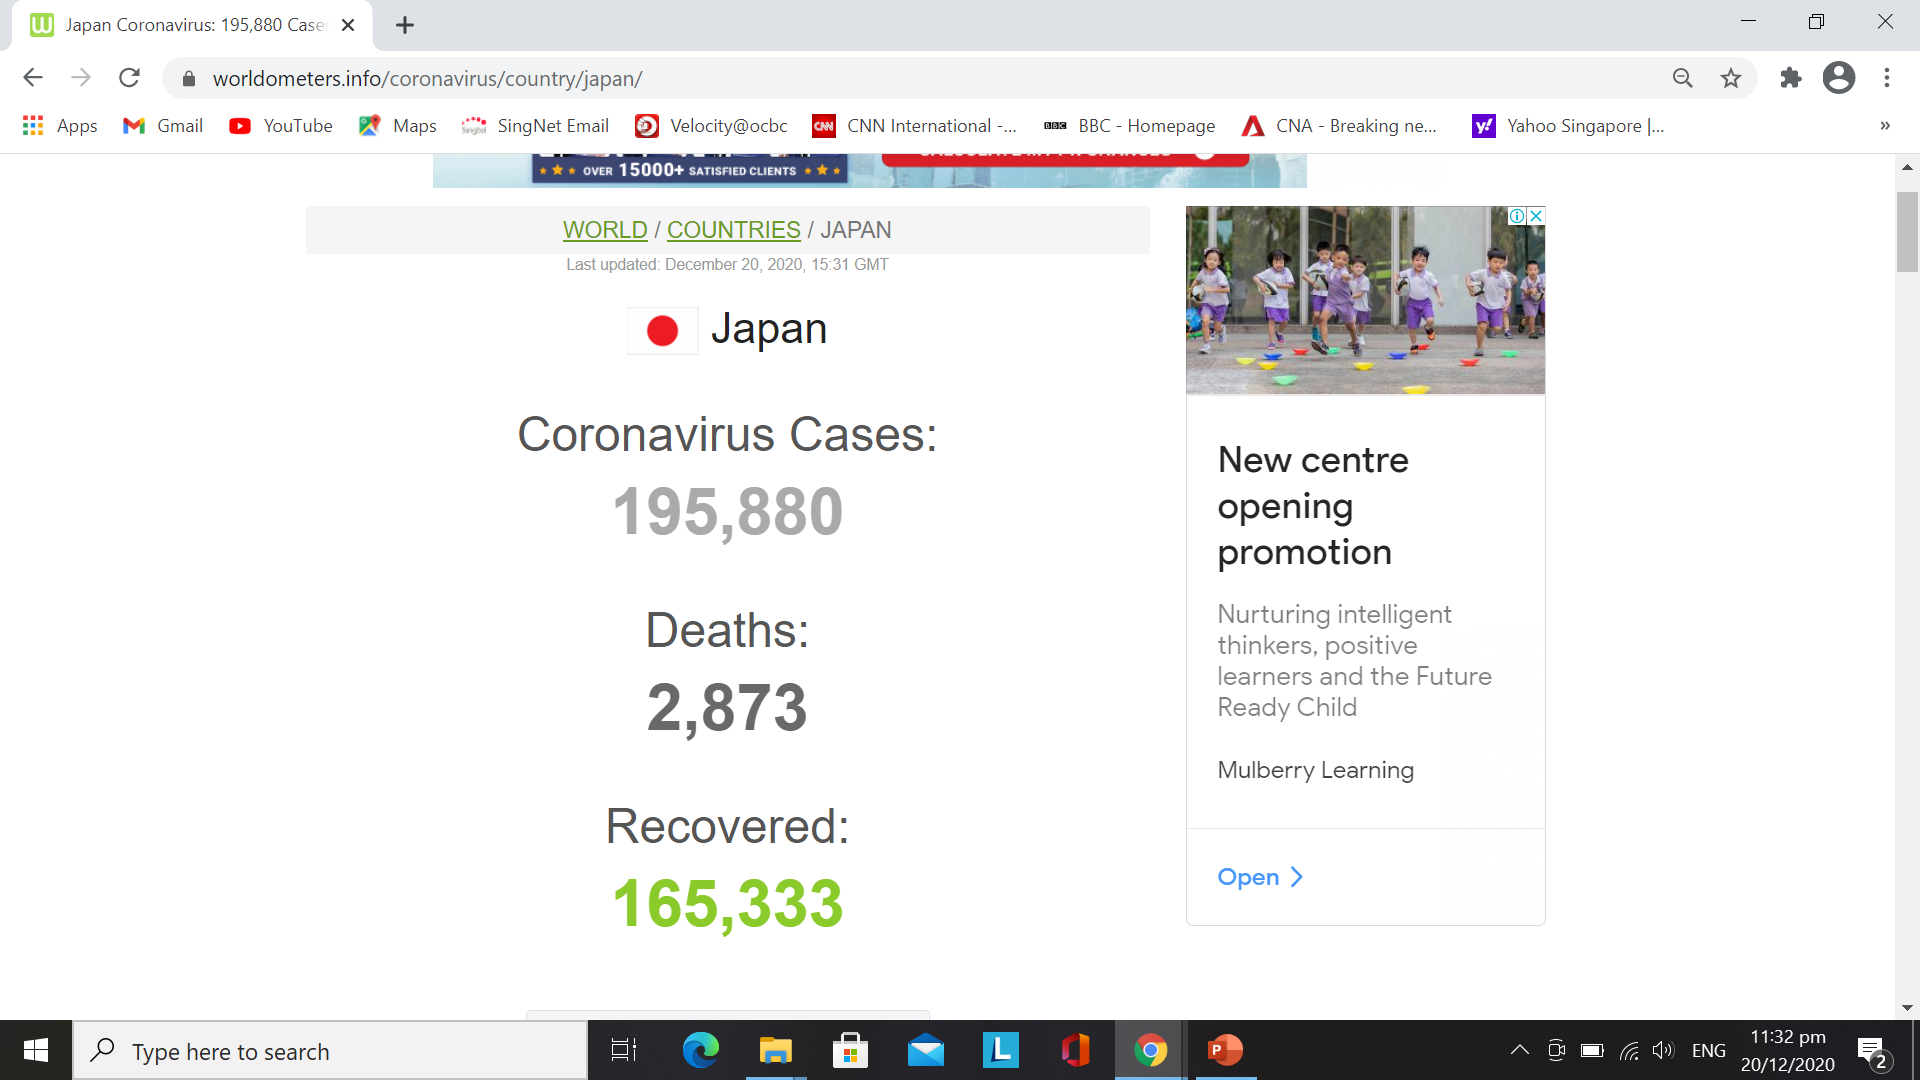 Japan Coronavirus: 195,880 Case
worldometers.info/coronavirus/country/japan/
Apps
Gmail
YouTube
Maps
SingNet Email
Velocity@ocbc
CNN International -...
BBC - Homepage
CNA - Breaking ne...
Yahoo Singapore |...
»
OVER 15000+ SATISFIED CLIENTS
WORLD / COUNTRIES / JAPAN
Last updated: December 20, 2020, 15:31 GMT
Japan
Coronavirus Cases:
195,880
Deaths:
2,873
Recovered:
165,333
New centre
opening
promotion
Nurturing intelligent
thinkers, positive
learners and the Future
Ready Child
Mulberry Learning
Open
Type here to search
ENG
11:32 pm
20/12/2020
2